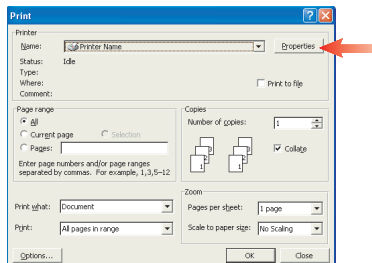 Print
Printer
Name: Printer Name Properties
Status: Idle
Type:
Where: Print to file
Comment:
Page range
All
Current page Selection
Pages:
Enter page numbers and/or page ranges
separated by commas. For example, 1,3,5–12
Copies
Number of copies: 1
Collate
Print what: Document
Print: All pages in range
Zoom
Pages per sheet: 1 page
Scale to paper size: No Scaling
Options... OK Close